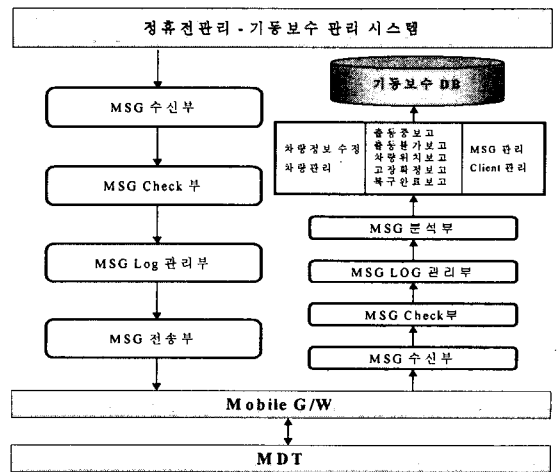 정휴전관리 - 기동보수 관리 시스템
MSG 수신부
MSG Check 부
MSG Log 관리부
MSG 전송부
기동보수 DB
차량정보 수정
차량관리
출동중보고
출동불가보고
차량위치보고
고장확정보고
복구완료보고
MSG 관리
Client 관리
MSG 분석부
MSG LOG 관리부
MSG Check부
MSG 수신부
Mobile G/W
MDT